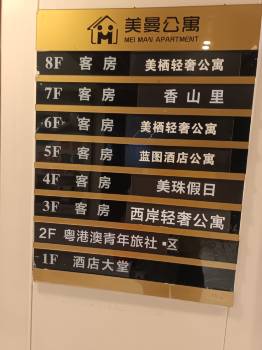 美曼公寓
MEI MAN APARTMENT
8F 客房 美栖轻奢公寓
7F 客房 香山里
6F 客房 美栖轻奢公寓
5F 客房 蓝图酒店公寓
4F 客房 美珠假日
3F 客房 西岸轻奢公寓
2F 粤港澳青年旅社·区
1F 酒店大堂